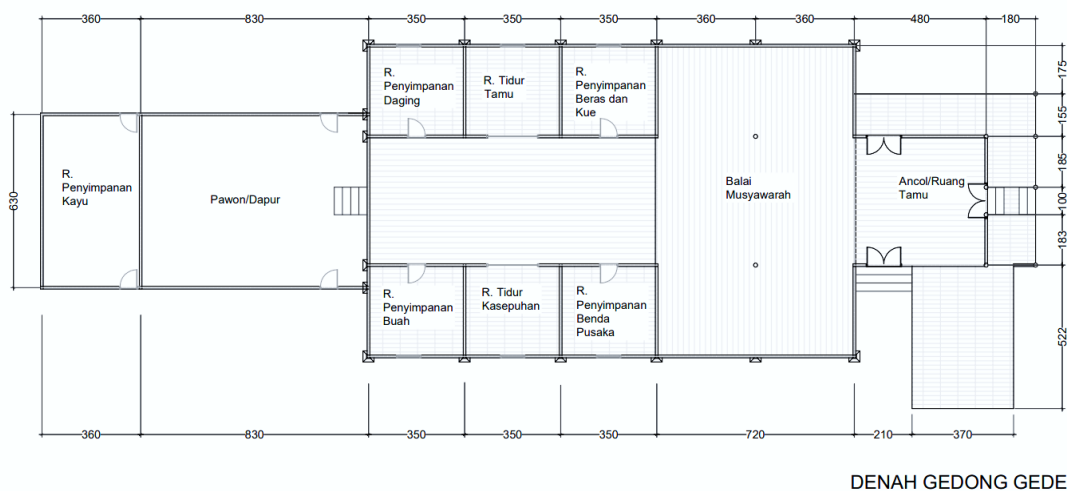 360
830
350
350
350
360
360
480
180
R.
Penyimpanan
Daging
R. Tidur
Tamu
R.
Penyimpanan
Beras dan
Kue
175
155
185
100
183
522
630
R.
Penyimpanan
Kayu
Pawon/Dapur
Balai
Musyawarah
Ancol/Ruang
Tamu
R.
Penyimpanan
Buah
R. Tidur
Kasepuhan
R.
Penyimpanan
Benda
Pusaka
360
830
350
350
350
720
210
370
DENAH GEDONG GEDE